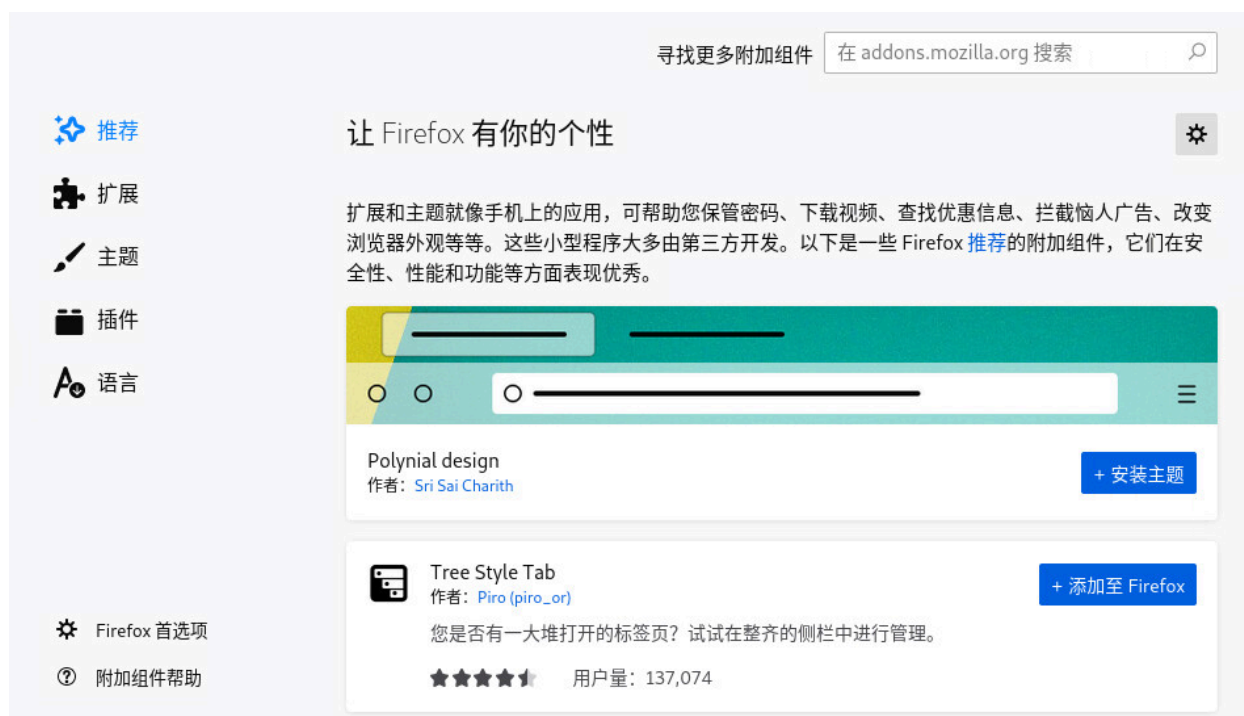 寻找更多附加组件
在 addons.mozilla.org 搜索
推荐
扩展
主题
插件
语言
Firefox 首选项
附加组件帮助
让 Firefox 有你的个性
扩展和主题就像手机上的应用，可帮助您保管密码、下载视频、查找优惠信息、拦截恼人广告、改变
浏览器外观等等。这些小型程序大多由第三方开发。以下是一些 Firefox 推荐的附加组件，它们在安
全性、性能和功能等方面表现优秀。
Polynial design
作者：Sri Sai Charith
+ 安装主题
Tree Style Tab
作者：Piro (piro_or)
+ 添加至 Firefox
您是否有一大堆打开的标签页？试试在整齐的侧栏中进行管理。
用户量：137,074